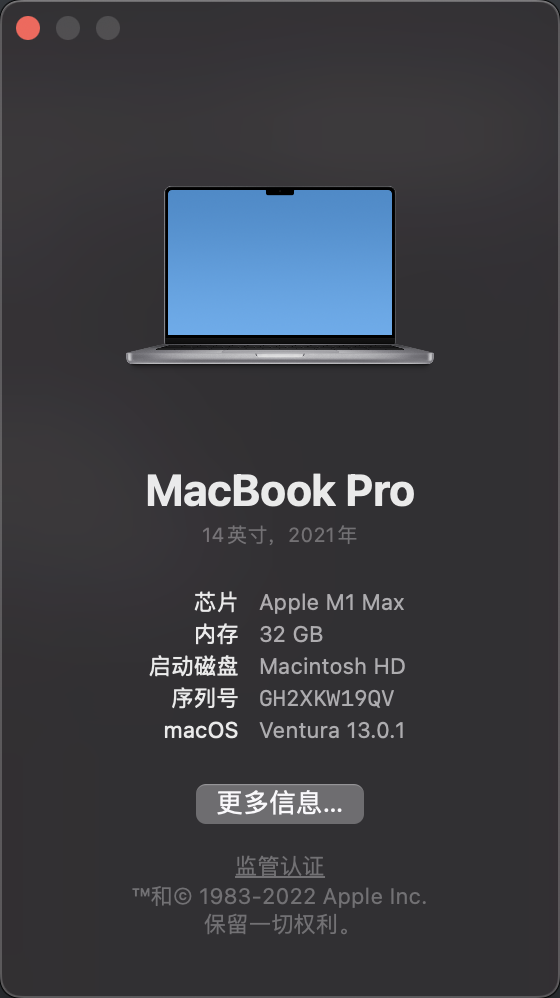 MacBook Pro
14英寸，2021年
芯片 Apple M1 Max
内存 32 GB
启动磁盘 Macintosh HD
序列号 GH2XKW19QV
macOS Ventura 13.0.1
更多信息...
监管认证
™和© 1983-2022 Apple Inc.
保留一切权利。